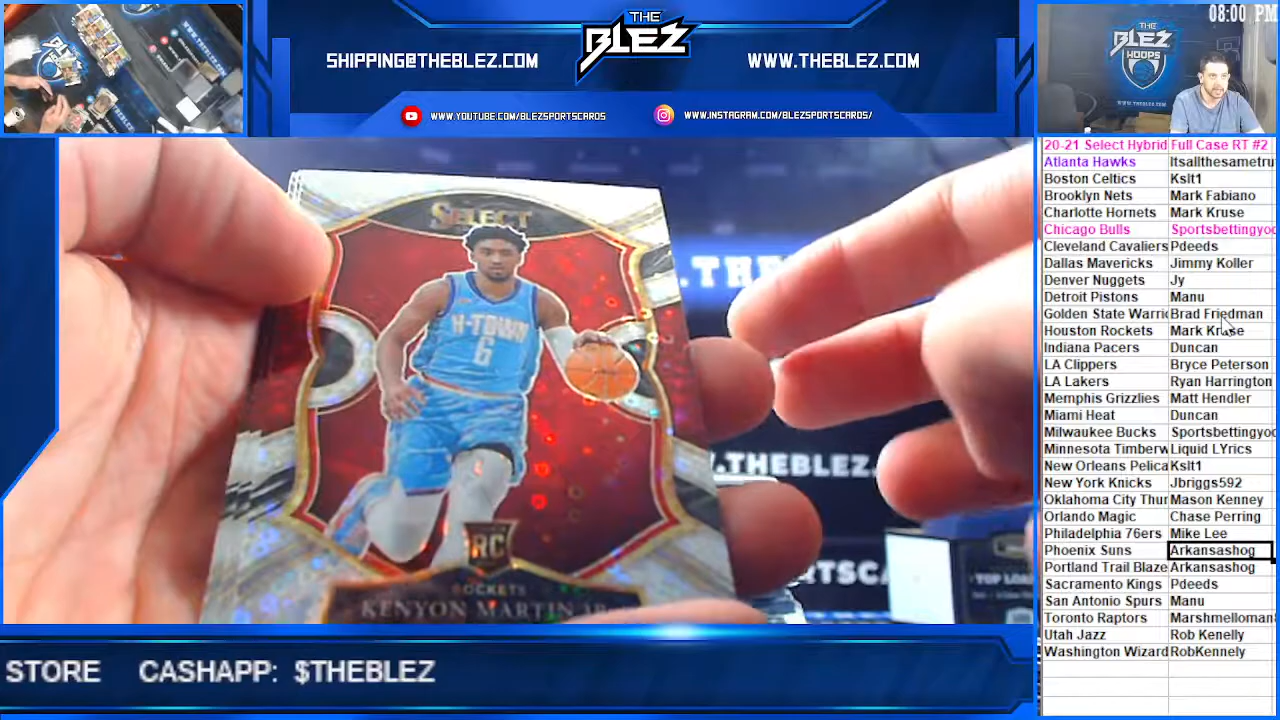 08:00 PM
THE
BLEZ
SHIPPING@THEBLEZ.COM
WWW.THEBLEZ.COM
WWW.YOUTUBE.COM/BLEZSPORTSCARDS
WWW.INSTAGRAM.COM/BLEZSPORTSCARDS/
THE
BLEZ
HOOPS
SELECT
H-TOWN
6
RC
ROCKETS
KENYON MARTIN JR.
.THEBLEZ.
TOP LOA
20-21 Select Hybrid Full Case RT #2
Atlanta Hawks Itsallthesametru
Boston Celtics Kslt1
Brooklyn Nets Mark Fabiano
Charlotte Hornets Mark Kruse
Chicago Bulls Sportsbettingyoc
Cleveland Cavaliers Pdeeds
Dallas Mavericks Jimmy Koller
Denver Nuggets Jy
Detroit Pistons Manu
Golden State Warrio Brad Friedman
Houston Rockets Mark Kruse
Indiana Pacers Duncan
LA Clippers Bryce Peterson
LA Lakers Ryan Harrington
Memphis Grizzlies Matt Hendler
Miami Heat Duncan
Milwaukee Bucks Sportsbettingyoc
Minnesota Timberw Liquid LYrics
New Orleans Pelica Kslt1
New York Knicks Jbriggs592
Oklahoma City Thur Mason Kenney
Orlando Magic Chase Perring
Philadelphia 76ers Mike Lee
Phoenix Suns Arkansashog
Portland Trail Blaze Arkansashog
Sacramento Kings Pdeeds
San Antonio Spurs Manu
Toronto Raptors Marshmelloman
Utah Jazz Rob Kenelly
Washington Wizard RobKennely
STORE CASHAPP: $THEBLEZ